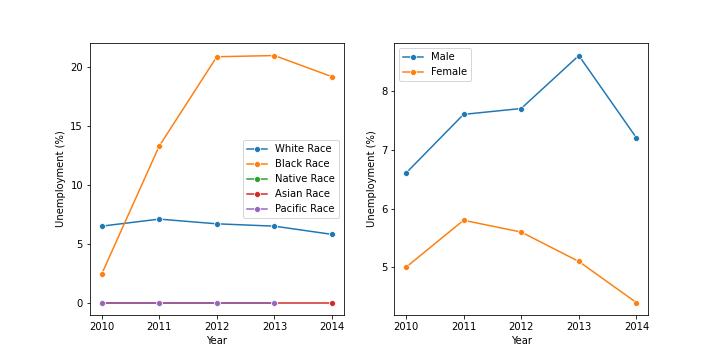 Unemployment (%)
20
15
10
5
0
2010 2011 2012 2013 2014
Year
White Race
Black Race
Native Race
Asian Race
Pacific Race
Unemployment (%)
8
7
6
5
2010 2011 2012 2013 2014
Year
Male
Female